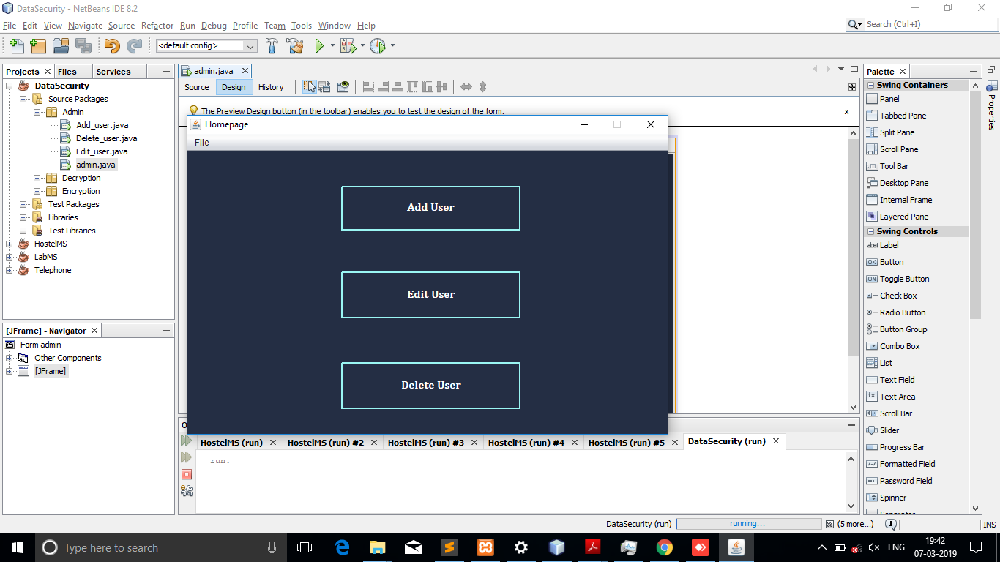 DataSecurity - NetBeans IDE 8.2
File Edit View Navigate Source Refactor Run Debug Profile Team Tools Window Help
Search (Ctrl+I)
<default config>
Projects Files Services
DataSecurity
Source Packages
Admin
Add_user.java
Delete_user.java
Edit_user.java
admin.java
Decryption
Encryption
Test Packages
Libraries
Test Libraries
HostelMS
LabMS
Telephone
[JFrame] - Navigator
Form admin
Other Components
[JFrame]
admin.java
Source Design History
The Preview Design button (in the toolbar) enables you to test the design of the form.
x
Homepage
File
Add User
Edit User
Delete User
O
HostelMS (run) HostelMS (run) #2 HostelMS (run) #3 HostelMS (run) #4 HostelMS (run) #5 DataSecurity (run)
run:
Palette
Swing Containers
Panel
Tabbed Pane
Split Pane
Scroll Pane
Tool Bar
Desktop Pane
Internal Frame
Layered Pane
Swing Controls
label Label
OK Button
ON Toggle Button
Check Box
Radio Button
Button Group
Combo Box
List
Text Field
Text Area
Scroll Bar
Slider
Progress Bar
Formatted Field
Password Field
Spinner
Separator
Properties
DataSecurity (run) running... (5 more...) 1 INS
Type here to search
ENG
19:42
07-03-2019